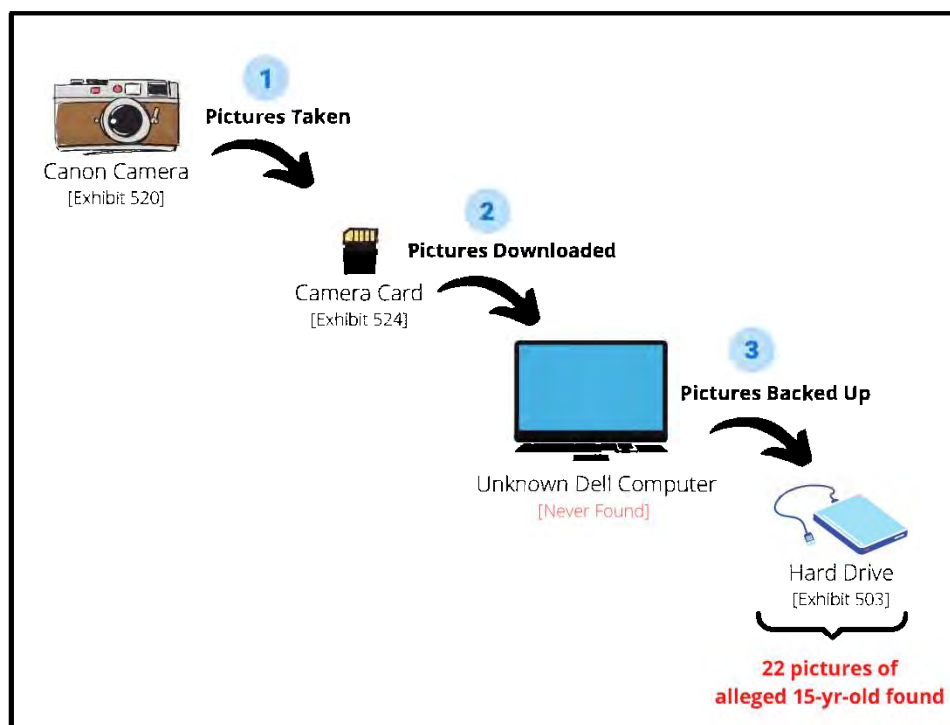 1
Pictures Taken
Canon Camera
[Exhibit 520]
2
Pictures Downloaded
Camera Card
[Exhibit 524]
3
Pictures Backed Up
Unknown Dell Computer
[Never Found]
Hard Drive
[Exhibit 503]
22 pictures of
alleged 15-yr-old found